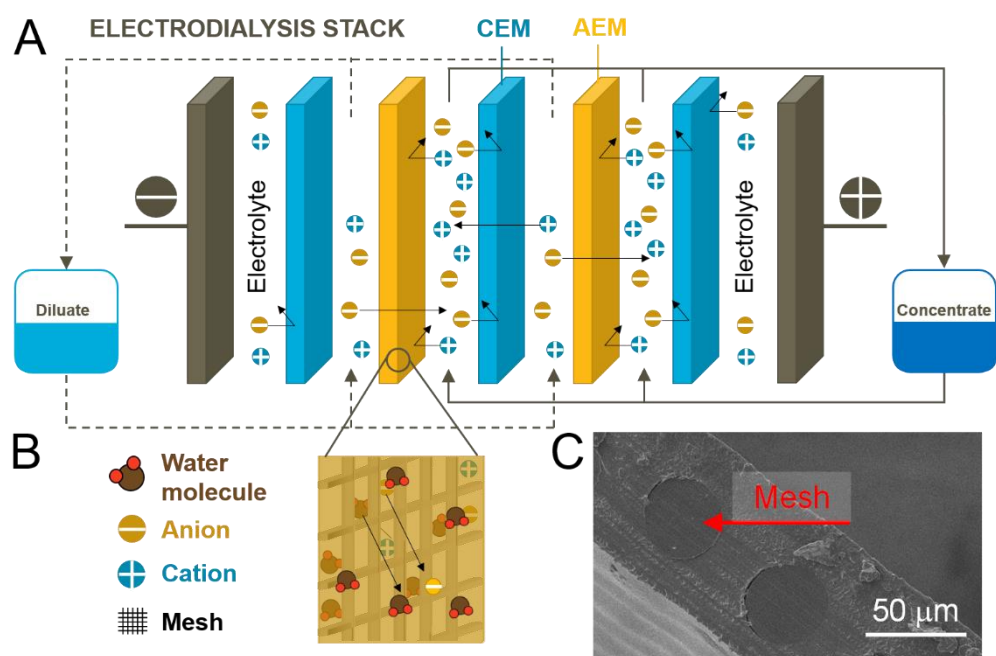 A
ELECTRODIALYSIS STACK
CEM
AEM
Electrolyte
Electrolyte
Diluate
Concentrate
B
Water
molecule
Anion
Cation
Mesh
C
Mesh
50 μm